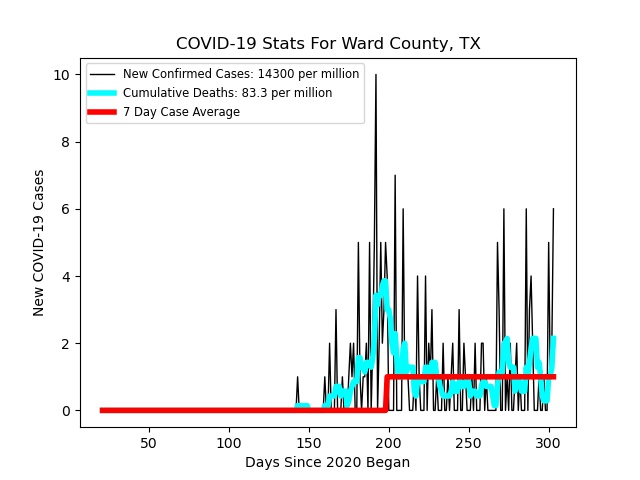 COVID-19 Stats For Ward County, TX
New Confirmed Cases: 14300 per million
Cumulative Deaths: 83.3 per million
7 Day Case Average
New COVID-19 Cases
10
8
6
4
2
0
50 100 150 200 250 300
Days Since 2020 Began